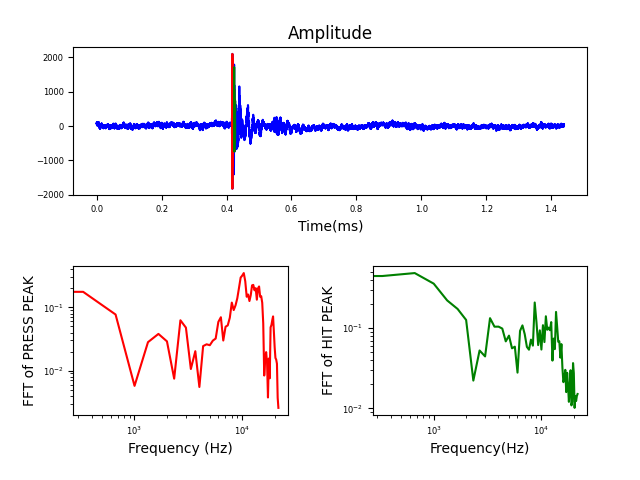 Amplitude
2000
1000
0
−1000
−2000
0.0 0.2 0.4 0.6 0.8 1.0 1.2 1.4
Time(ms)
FFT of PRESS PEAK
10⁻¹
10⁻²
10³ 10⁴
Frequency (Hz)
FFT of HIT PEAK
10⁻¹
10⁻²
10³ 10⁴
Frequency(Hz)